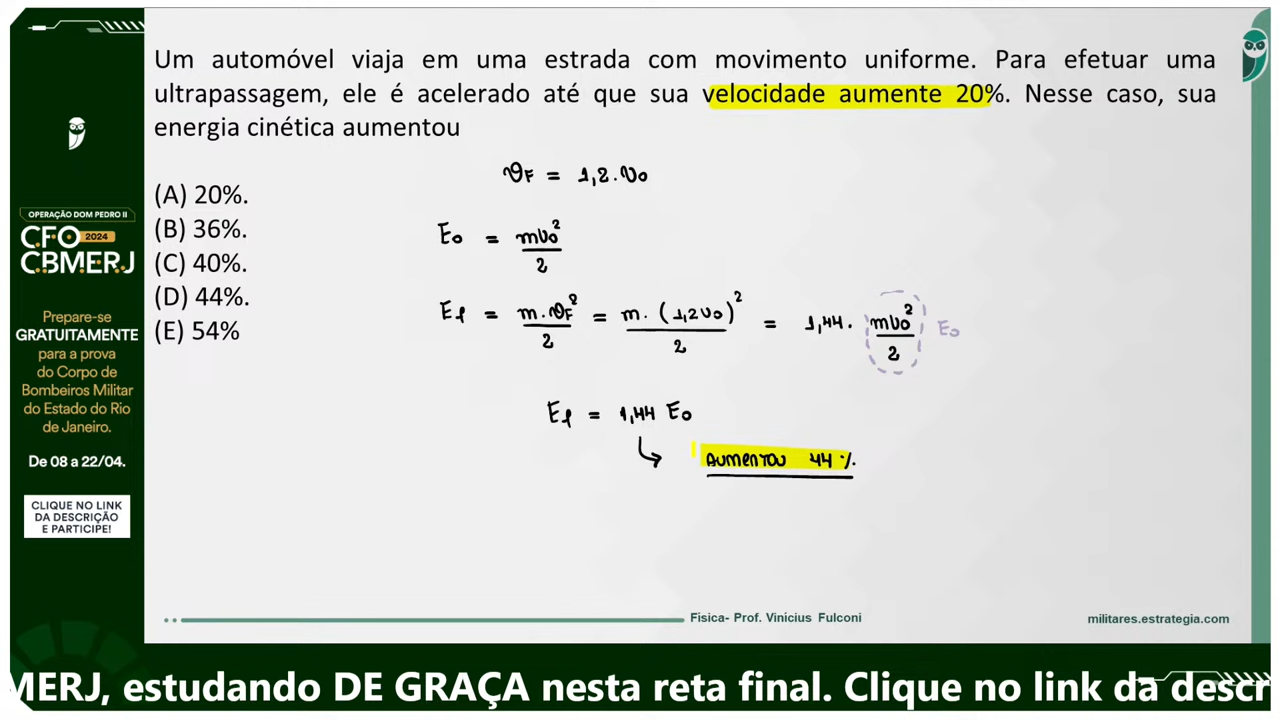 Um automóvel viaja em uma estrada com movimento uniforme. Para efetuar uma
ultrapassagem, ele é acelerado até que sua velocidade aumente 20%. Nesse caso, sua
energia cinética aumentou
(A) 20%.
(B) 36%.
(C) 40%.
(D) 44%.
(E) 54%
vF = 1,2.v₀
E₀ = mv₀²/2
Ef = m.vF²/2 = m.(1,2v₀)²/2 = 1,44. mv₀²/2 E₀
Ef = 1,44 E₀
↳ AUMENTOU 44%.
OPERAÇÃO DOM PEDRO II
CFO 2024
CBMERJ
Prepare-se
GRATUITAMENTE
para a prova
do Corpo de
Bombeiros Militar
do Estado do Rio
de Janeiro.
De 08 a 22/04.
CLIQUE NO LINK
DA DESCRIÇÃO
E PARTICIPE!
Física- Prof. Vinícius Fulconi
militares.estrategia.com
MERJ, estudando DE GRAÇA nesta reta final. Clique no link da descr